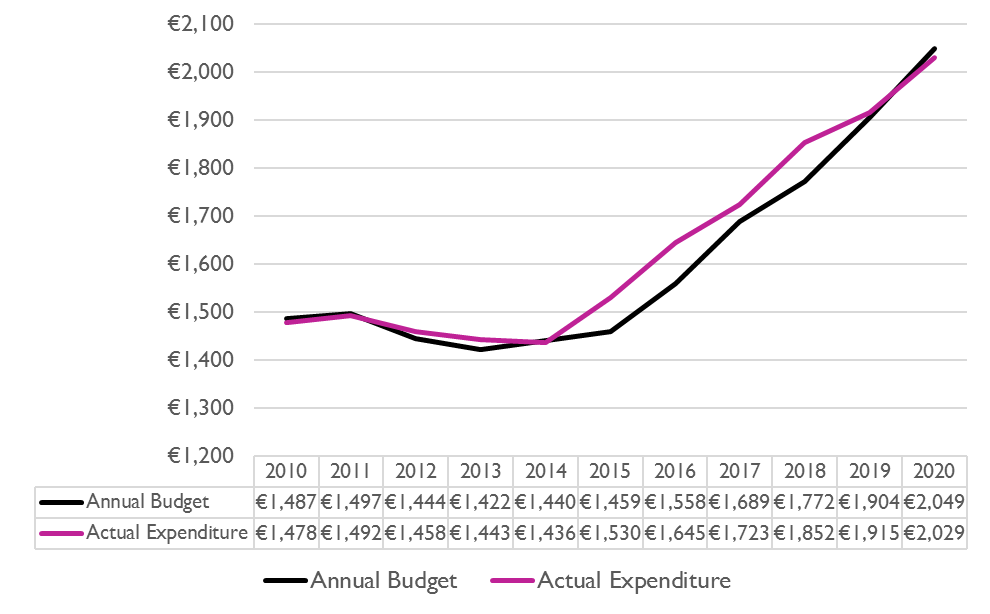 €2,100
€2,000
€1,900
€1,800
€1,700
€1,600
€1,500
€1,400
€1,300
€1,200
2010 2011 2012 2013 2014 2015 2016 2017 2018 2019 2020
Annual Budget €1,487 €1,497 €1,444 €1,422 €1,440 €1,459 €1,558 €1,689 €1,772 €1,904 €2,049
Actual Expenditure €1,478 €1,492 €1,458 €1,443 €1,436 €1,530 €1,645 €1,723 €1,852 €1,915 €2,029
Annual Budget Actual Expenditure